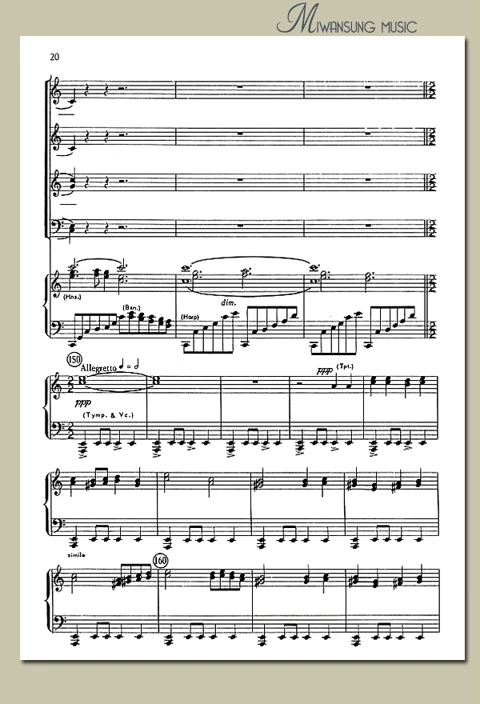 MIWANSUNG MUSIC
20
(Hns.)
(Bsn.)
(Harp)
dim.
150
Allegretto
ppp
(Tpt.)
ppp
(Tymp. & Vc.)
simile
160